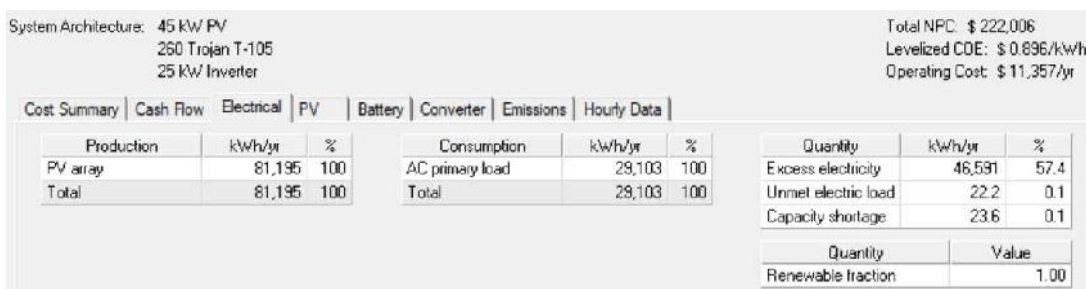 System Architecture: 45 kW PV Total NPC: $ 222,006
260 Trojan T-105 Levelized COE: $ 0.896/kWh
25 kW Inverter Operating Cost: $ 11,357/yr
Cost Summary Cash Flow Electrical PV Battery Converter Emissions Hourly Data
Production kWh/yr % Consumption kWh/yr % Quantity kWh/yr %
PV array 81,195 100 AC primary load 29,103 100 Excess electricity 46,591 57.4
Total 81,195 100 Total 29,103 100 Unmet electric load 22.2 0.1
Capacity shortage 23.6 0.1
Quantity Value
Renewable fraction 1.00